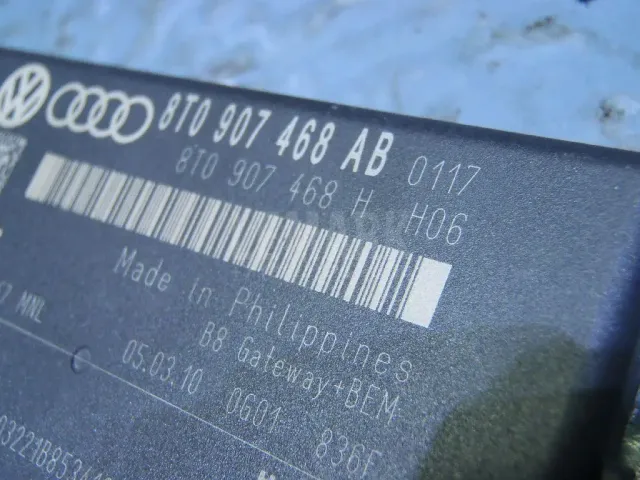 8T0 907 468 AB 0117
8T0 907 468 H H06
Made in Philippines
B8 Gateway+BEM
MNL
05.03.10 0G01 836F